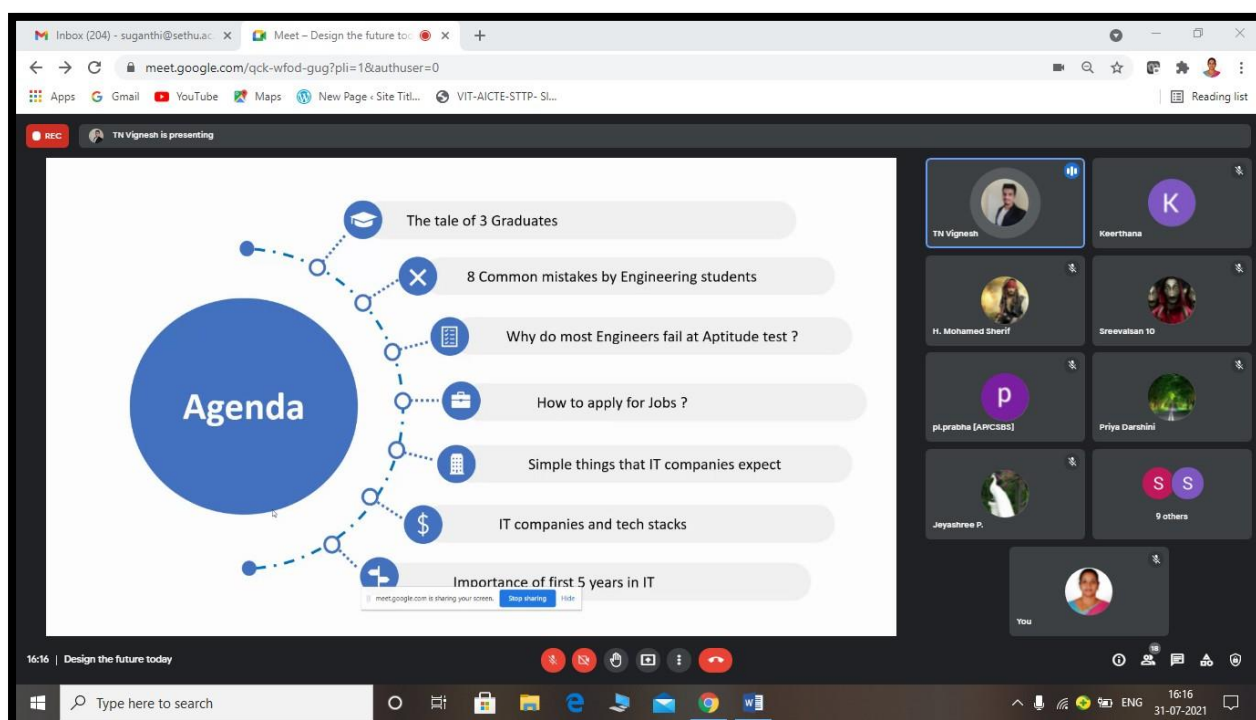 Inbox (204) - suganthi@sethu.ac
Meet – Design the future too
meet.google.com/qck-wfod-gug?pli=1&authuser=0
Apps
Gmail
YouTube
Maps
New Page ‹ Site Titl...
VIT-AICTE-STTP- SI...
Reading list
REC
TN Vignesh is presenting
Agenda
The tale of 3 Graduates
8 Common mistakes by Engineering students
Why do most Engineers fail at Aptitude test ?
How to apply for Jobs ?
Simple things that IT companies expect
IT companies and tech stacks
Importance of first 5 years in IT
meet.google.com is sharing your screen.
Stop sharing
Hide
TN Vignesh
K
Keerthana
H. Mohamed Sherif
Sreevalsan 10
p
pl.prabha [AP/CSBS]
Priya Darshini
Jeyashree P.
S S
9 others
You
16:16 | Design the future today
18
Type here to search
ENG
16:16
31-07-2021